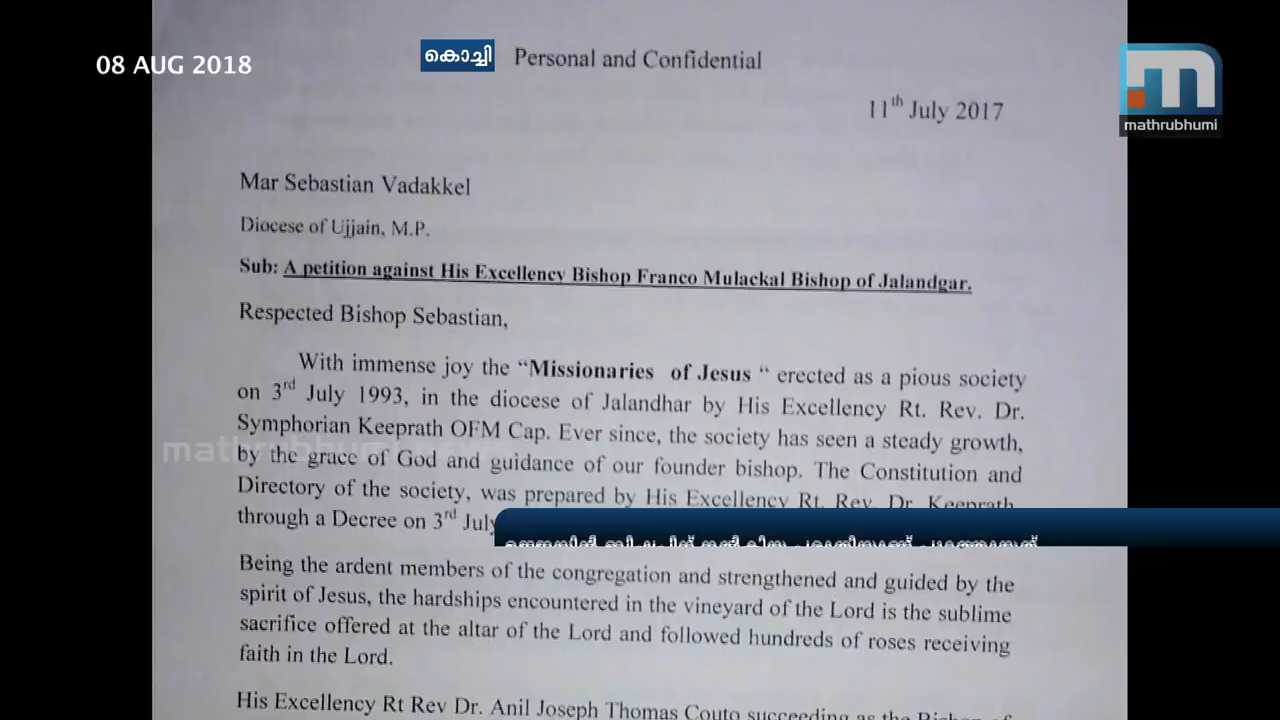 08 AUG 2018
കൊച്ചി
Personal and Confidential
mathrubhumi
11th July 2017
Mar Sebastian Vadakkel
Diocese of Ujjain, M.P.
Sub: A petition against His Excellency Bishop Franco Mulackal Bishop of Jalandgar.
Respected Bishop Sebastian,
With immense joy the “Missionaries of Jesus “ erected as a pious society
on 3rd July 1993, in the diocese of Jalandhar by His Excellency Rt. Rev. Dr.
Symphorian Keeprath OFM Cap. Ever since, the society has seen a steady growth,
mathrubhumi
by the grace of God and guidance of our founder bishop. The Constitution and
Directory of the society, was prepared by His Excellency Rt. Rev. Dr. Keeprath
through a Decree on 3rd July
Being the ardent members of the congregation and strengthened and guided by the
spirit of Jesus, the hardships encountered in the vineyard of the Lord is the sublime
sacrifice offered at the altar of the Lord and followed hundreds of roses receiving
faith in the Lord.
His Excellency Rt Rev Dr. Anil Joseph Thomas Couto succeeding as the Bishop of